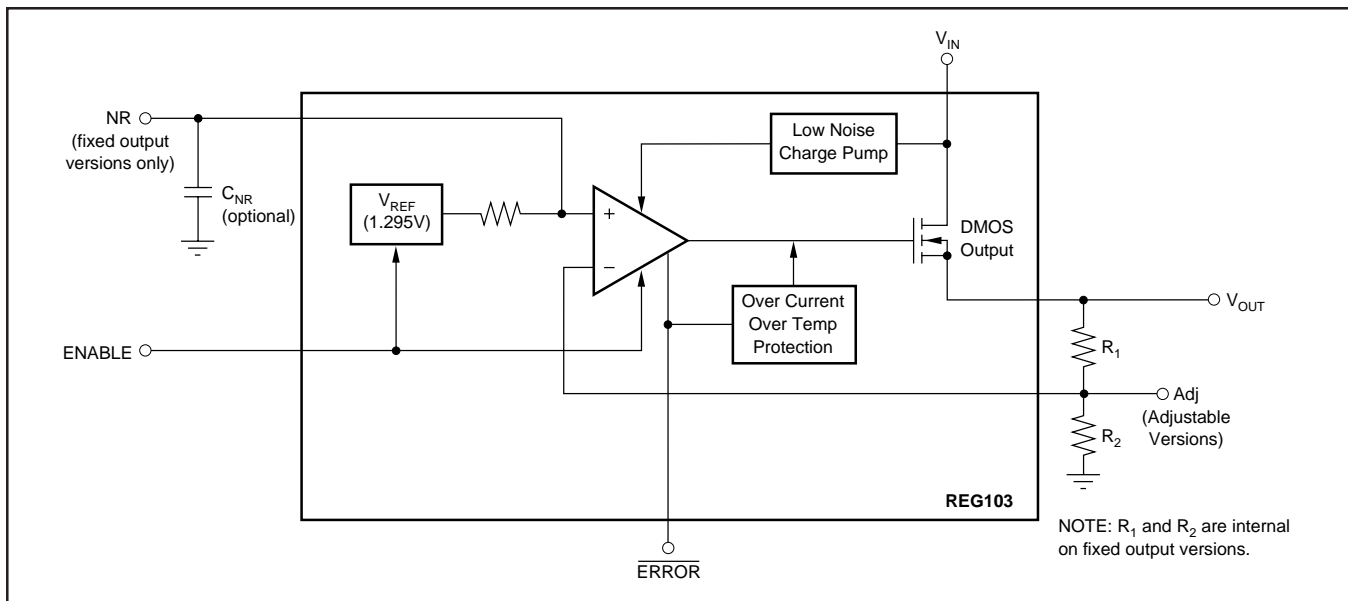 V_IN
NR
(fixed output
versions only)
C_NR
(optional)
Low Noise
Charge Pump
V_REF
(1.295V)
+
−
DMOS
Output
Over Current
Over Temp
Protection
V_OUT
R_1
ENABLE
Adj
(Adjustable
Versions)
R_2
REG103
NOTE: R_1 and R_2 are internal
on fixed output versions.
ERROR